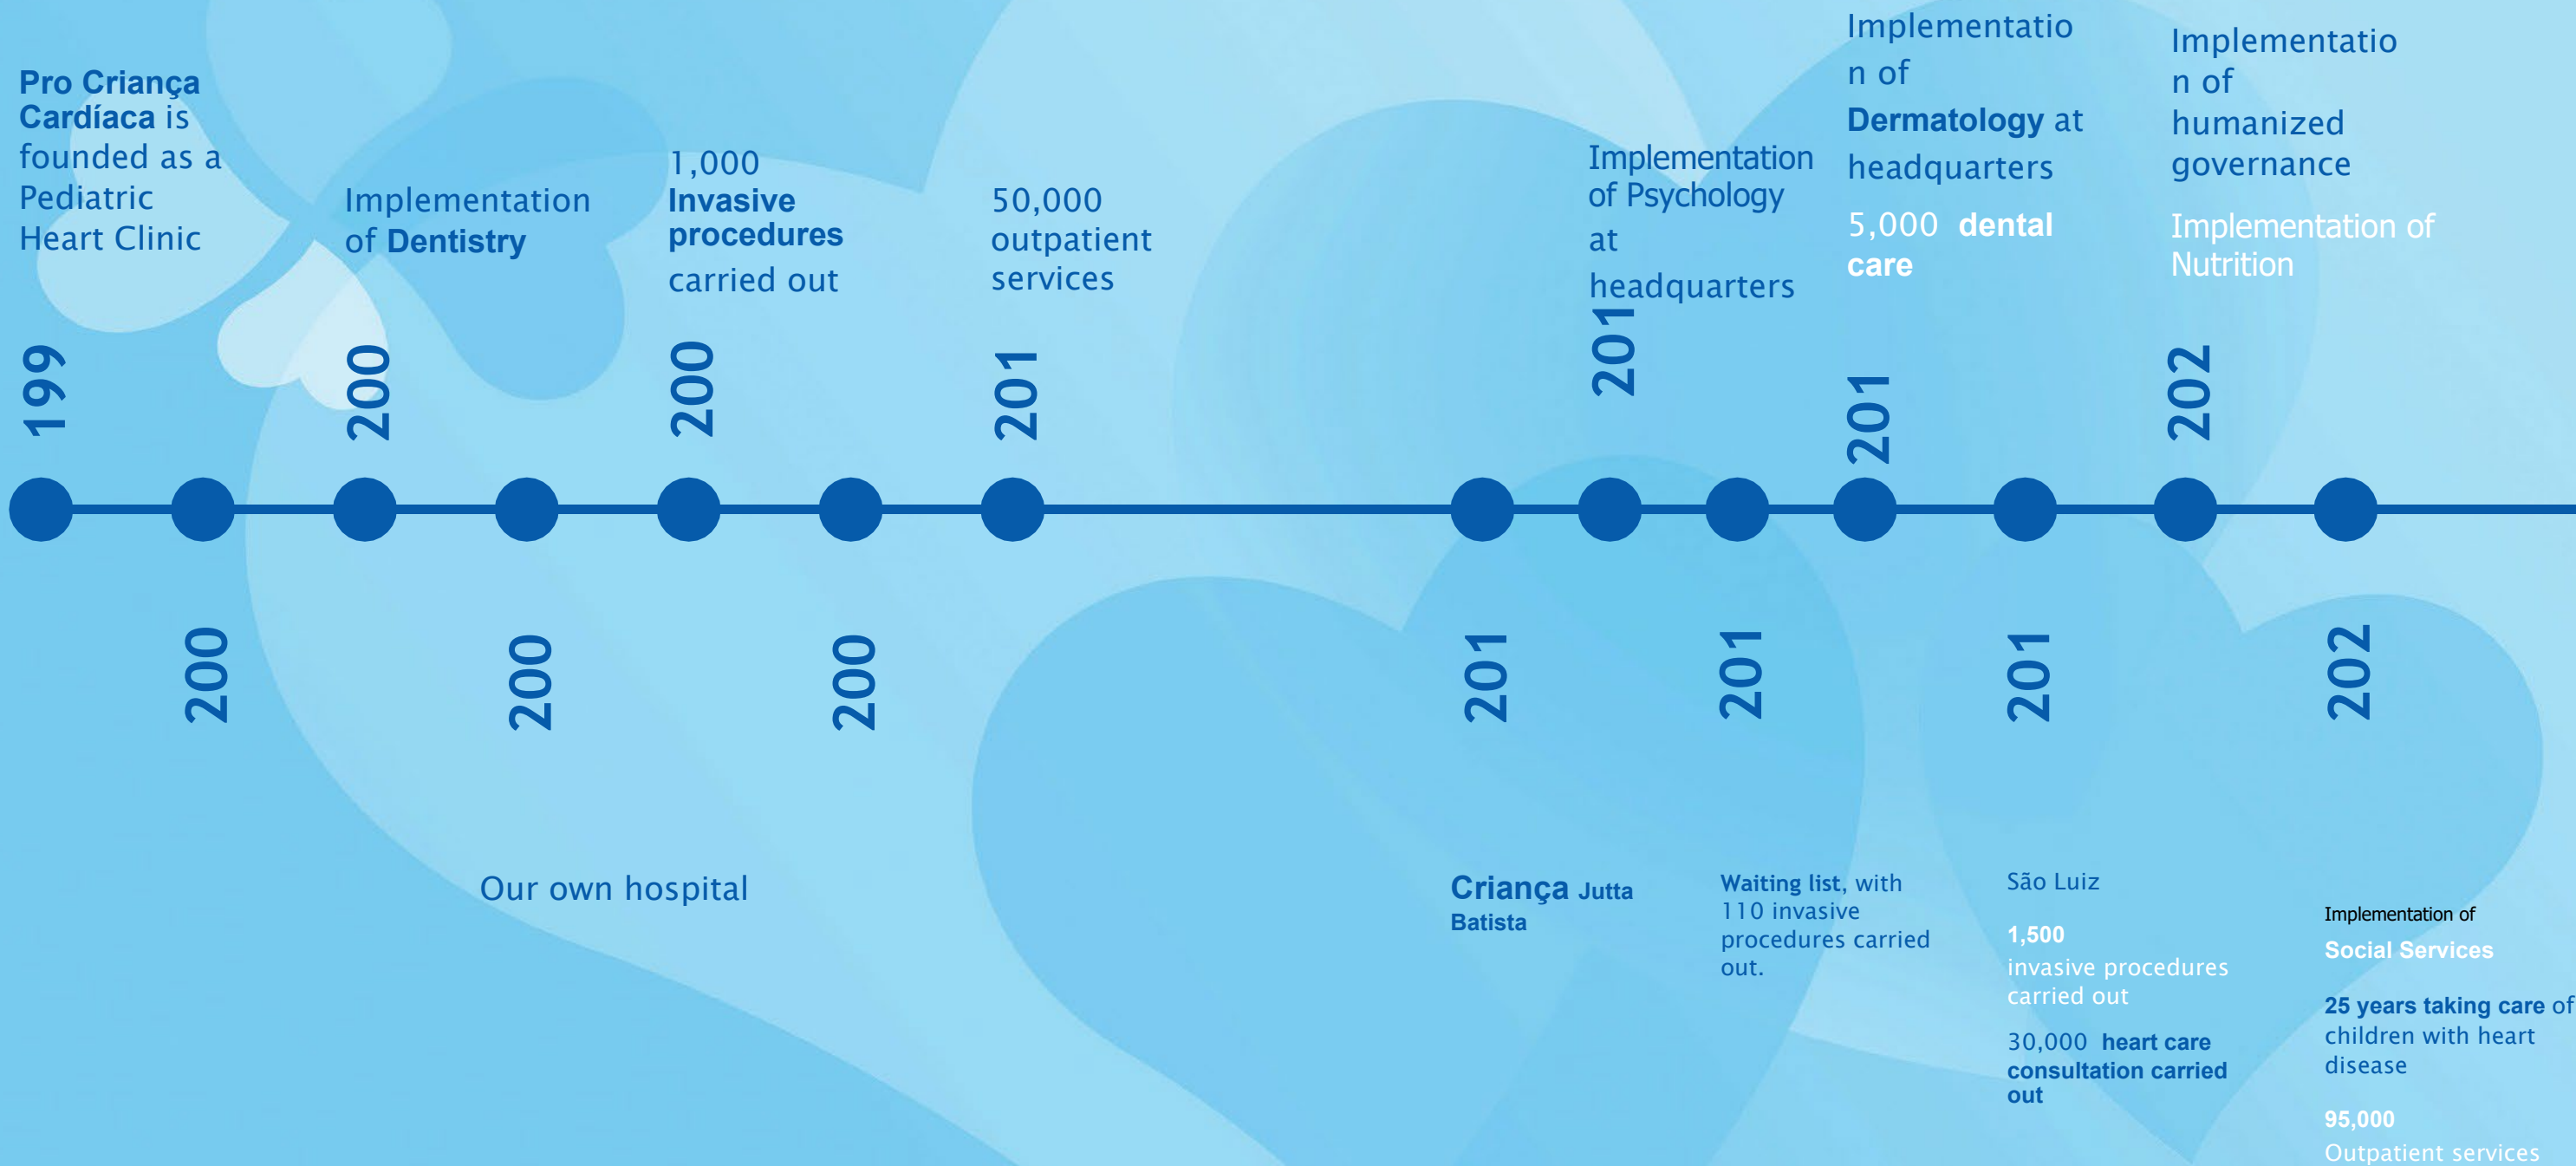 Pro Criança
Cardíaca is
founded as a
Pediatric
Heart Clinic
199
200
Implementation
of Dentistry
200
200
Our own hospital
1,000
Invasive
procedures
carried out
200
200
50,000
outpatient
services
201
201
Criança Jutta
Batista
Implementation
of Psychology
at
headquarters
201
201
Waiting list, with
110 invasive
procedures carried
out.
Implementatio
n of
Dermatology at
headquarters
5,000 dental
care
201
201
São Luiz
1,500
invasive procedures
carried out
30,000 heart care
consultation carried
out
Implementatio
n of
humanized
governance
Implementation of
Nutrition
202
202
Implementation of
Social Services
25 years taking care of
children with heart
disease
95,000
Outpatient services